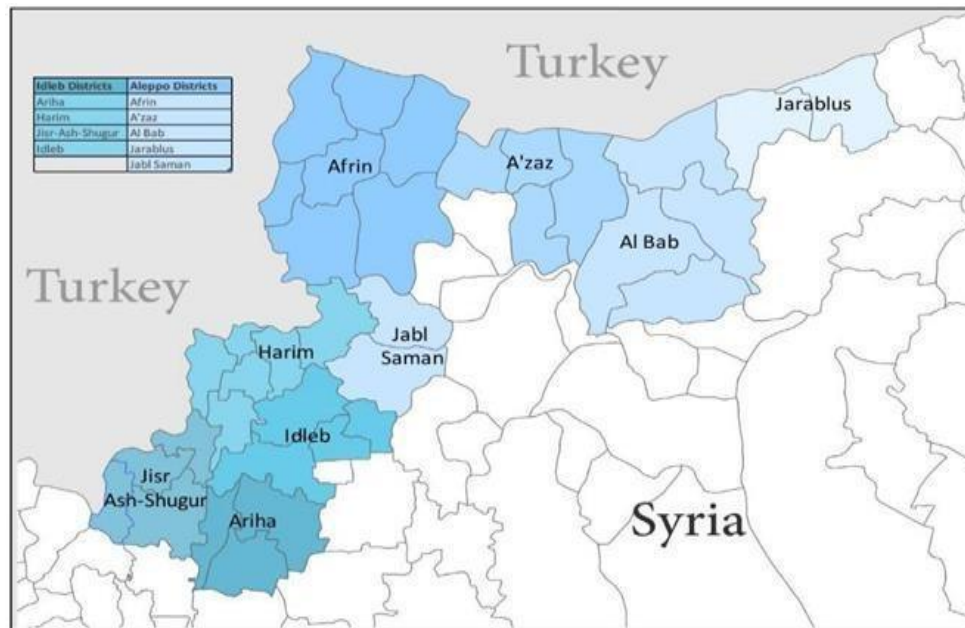 Turkey
Idleb Districts Aleppo Districts
Ariha Afrin
Harim A'zaz
Jisr-Ash-Shugur Al Bab
Idleb Jarablus
Jabl Saman
Jarablus
Afrin
A'zaz
Al Bab
Turkey
Jabl
Saman
Harim
Idleb
Jisr
Ash-Shugur
Ariha
Syria